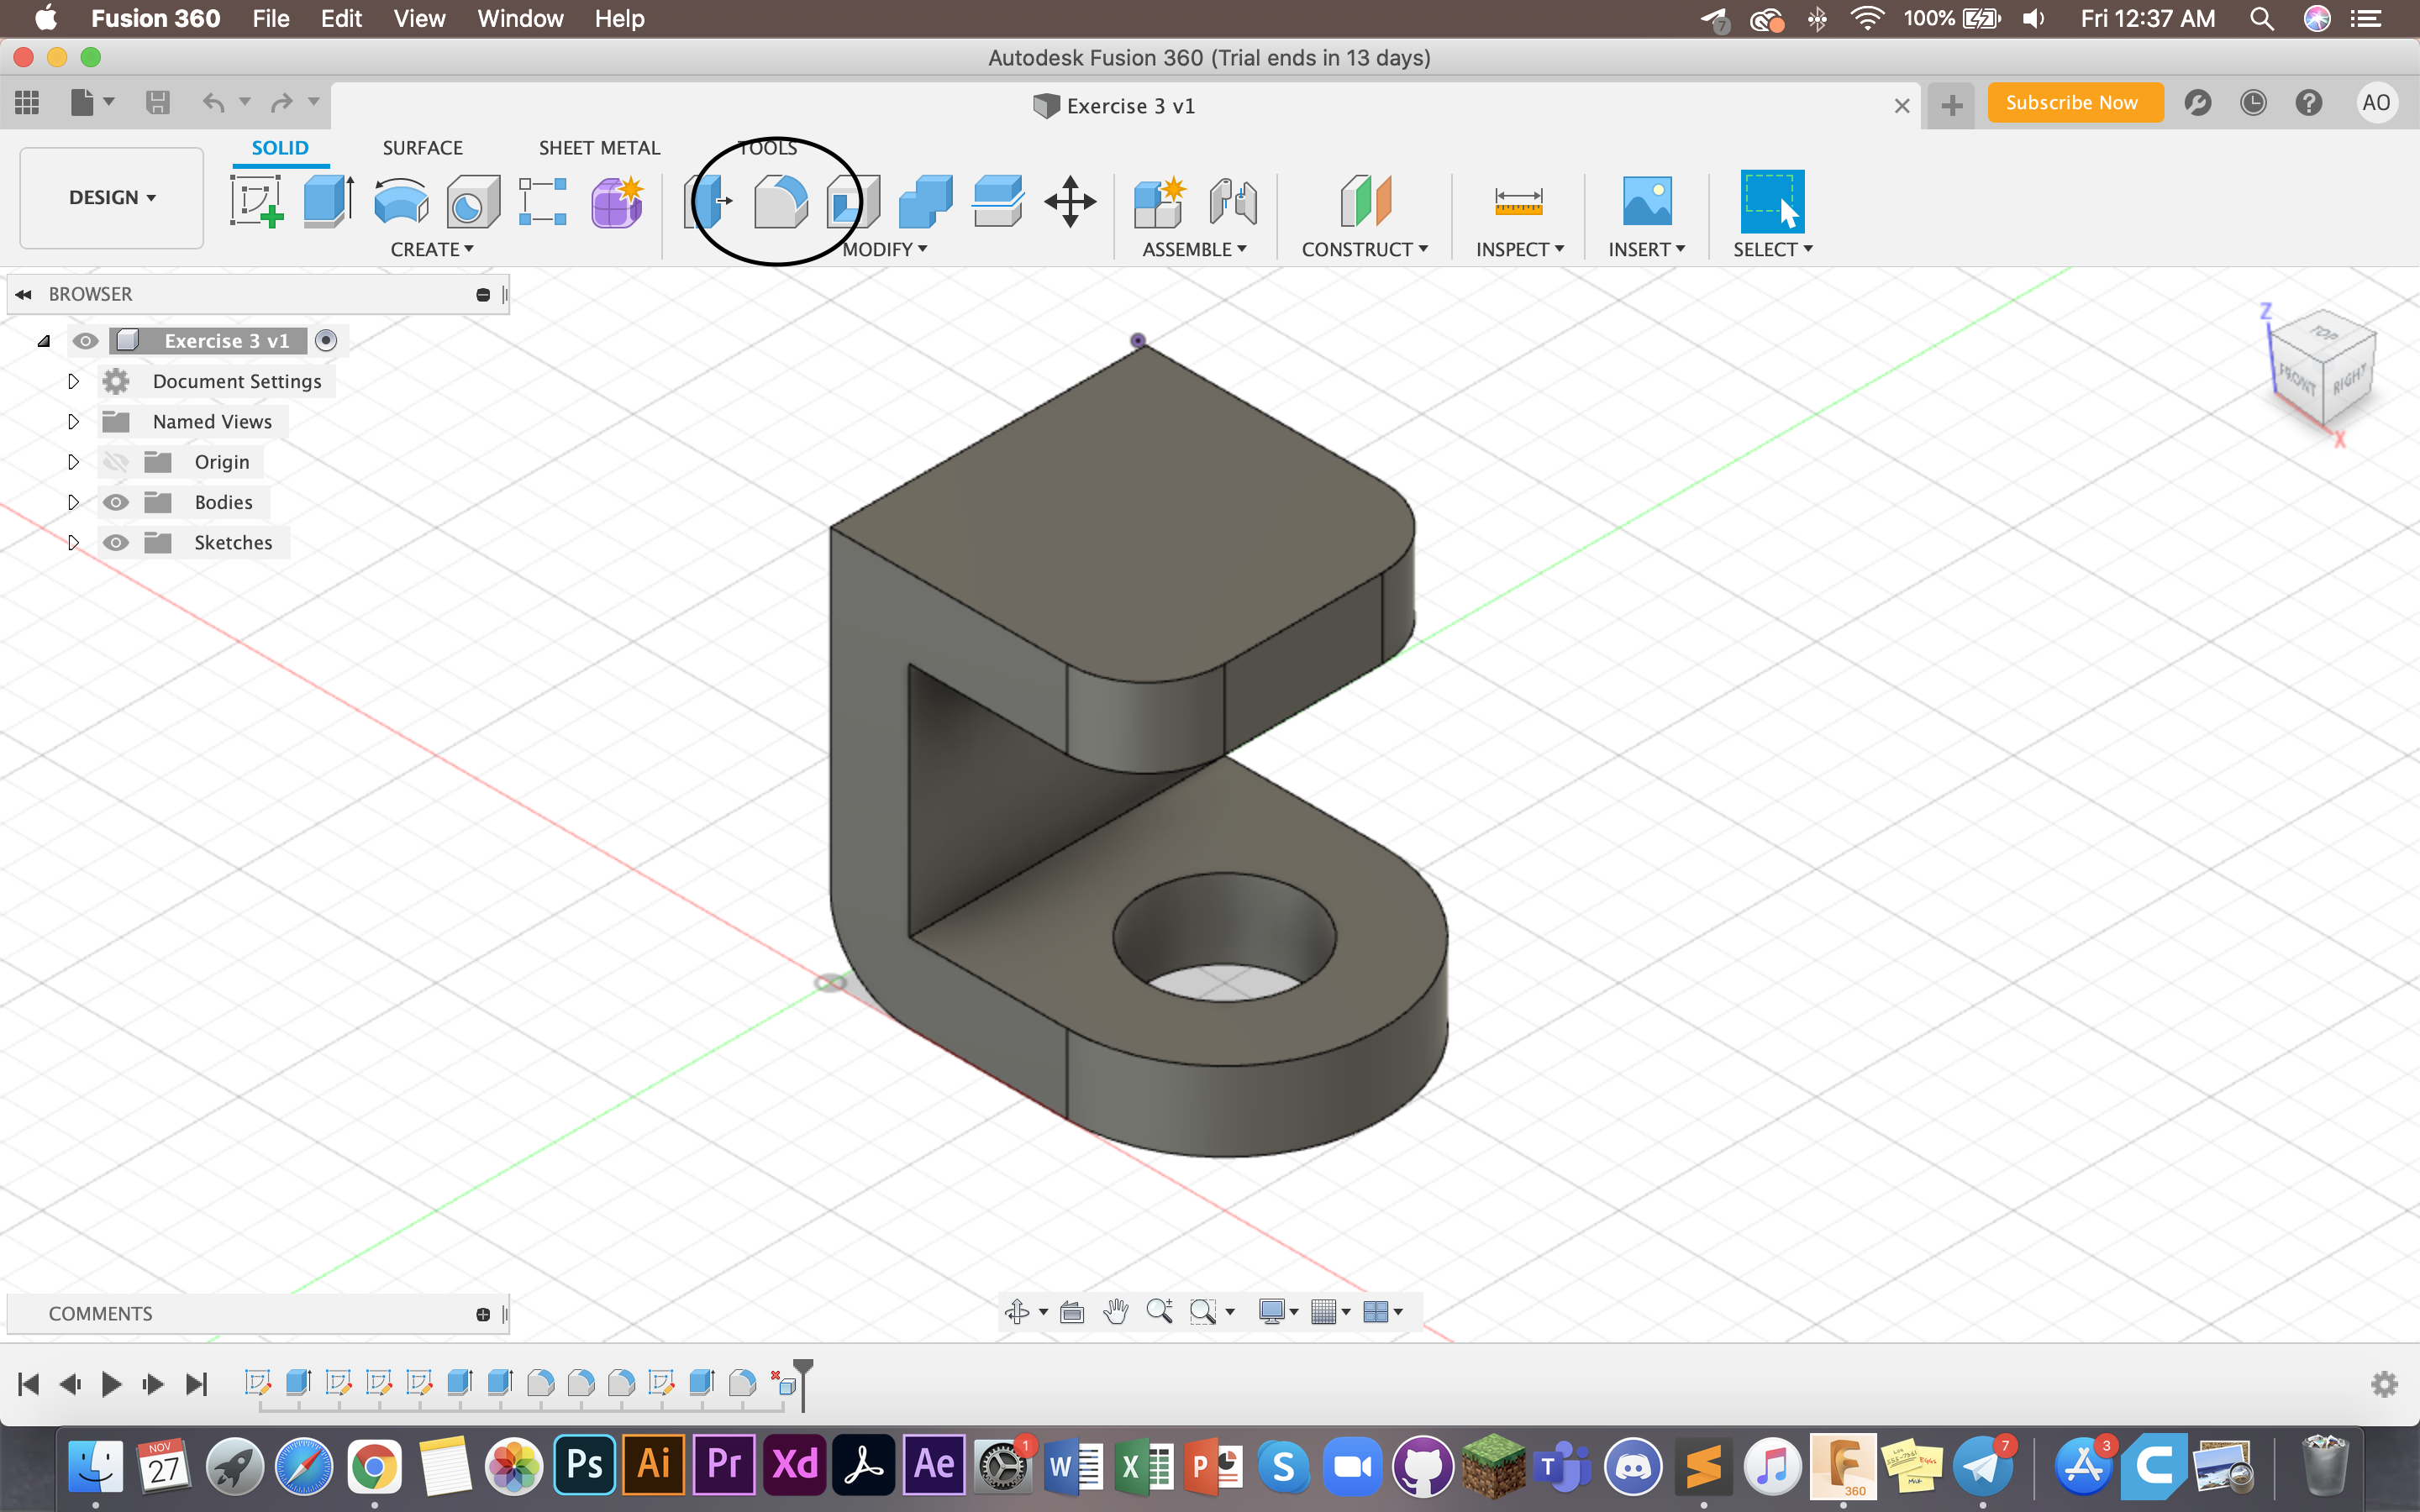 Fusion 360 File Edit View Window Help 7 100% Fri 12:37 AM
Autodesk Fusion 360 (Trial ends in 13 days)
Exercise 3 v1 Subscribe Now AO
SOLID SURFACE SHEET METAL TOOLS
DESIGN
CREATE MODIFY ASSEMBLE CONSTRUCT INSPECT INSERT SELECT
BROWSER
Exercise 3 v1
Document Settings
Named Views
Origin
Bodies
Sketches
Z
TOP
FRONT RIGHT
X
COMMENTS
NOV
27 Ps Ai Pr Xd Ae 1 W X P S T 360 7 3 C